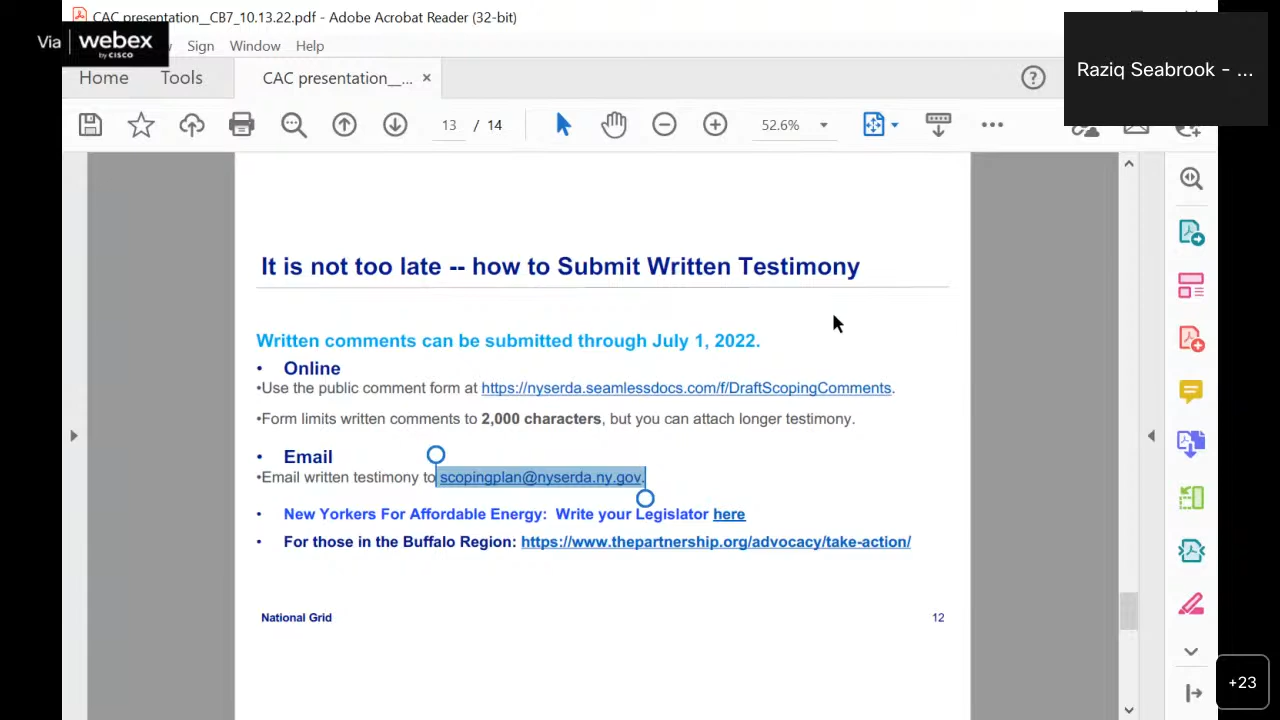 CAC presentation__CB7_10.13.22.pdf - Adobe Acrobat Reader (32-bit)
Via webex
by CISCO
Sign Window Help
Raziq Seabrook - ...
Home Tools CAC presentation__... ×
13 / 14 52.6%
It is not too late -- how to Submit Written Testimony
Written comments can be submitted through July 1, 2022.
• Online
•Use the public comment form at https://nyserda.seamlessdocs.com/f/DraftScopingComments.
•Form limits written comments to 2,000 characters, but you can attach longer testimony.
• Email
•Email written testimony to scopingplan@nyserda.ny.gov.
• New Yorkers For Affordable Energy: Write your Legislator here
• For those in the Buffalo Region: https://www.thepartnership.org/advocacy/take-action/
National Grid 12
+23